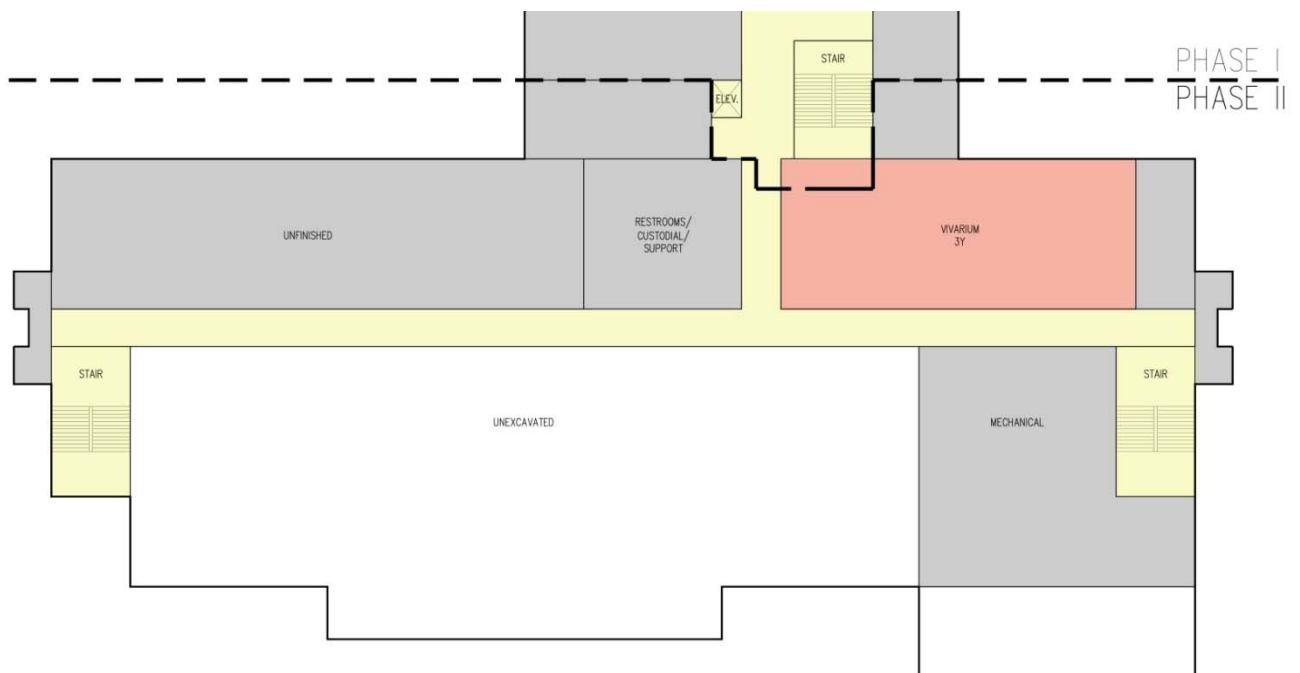 STAIR
PHASE I
ELEV.
PHASE II
UNFINISHED
RESTROOMS/
CUSTODIAL/
SUPPORT
VIVARIUM
3Y
STAIR
STAIR
UNEXCAVATED
MECHANICAL